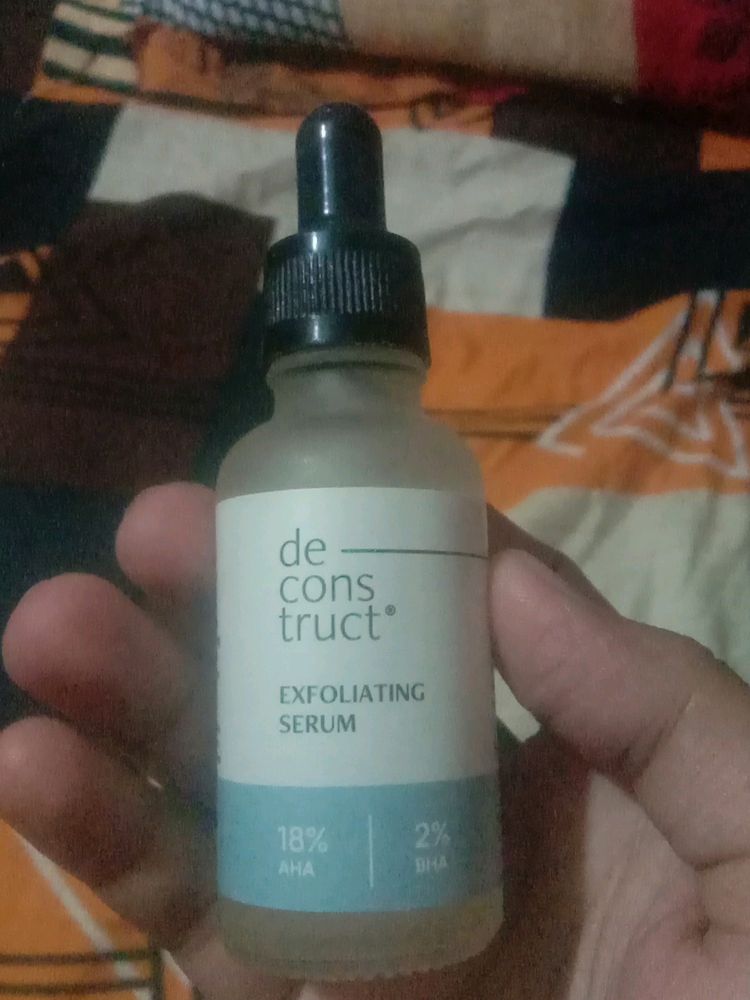 de
cons
truct®
EXFOLIATING
SERUM
18%
AHA
2%
BHA